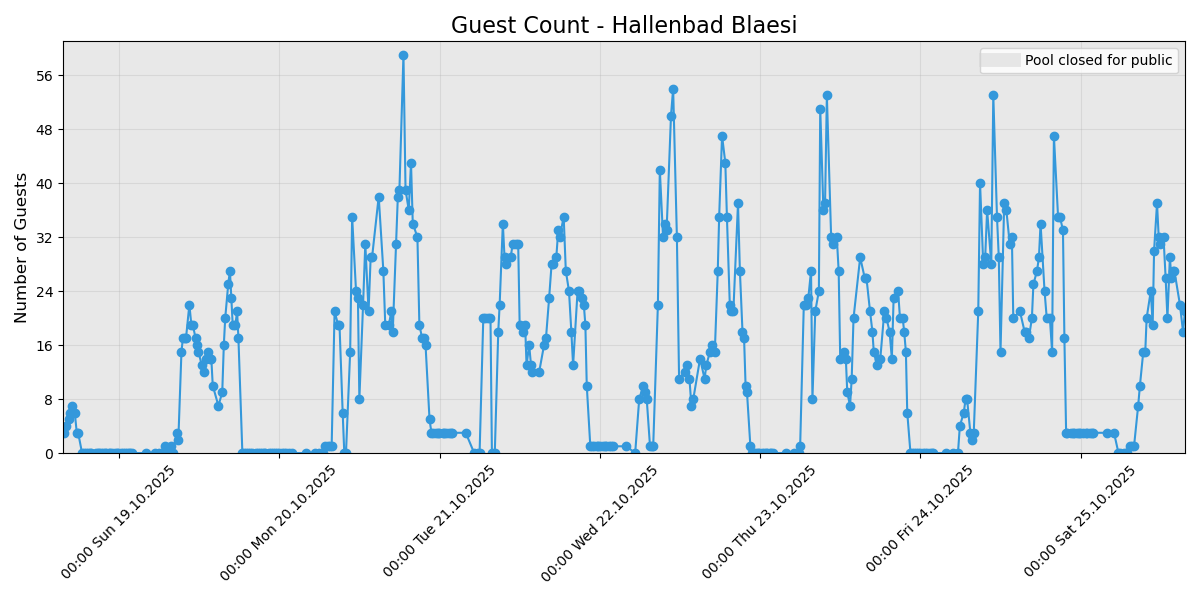 Guest Count - Hallenbad Blaesi
Pool closed for public
Number of Guests
56
48
40
32
24
16
8
0
00:00 Sun 19.10.2025
00:00 Mon 20.10.2025
00:00 Tue 21.10.2025
00:00 Wed 22.10.2025
00:00 Thu 23.10.2025
00:00 Fri 24.10.2025
00:00 Sat 25.10.2025